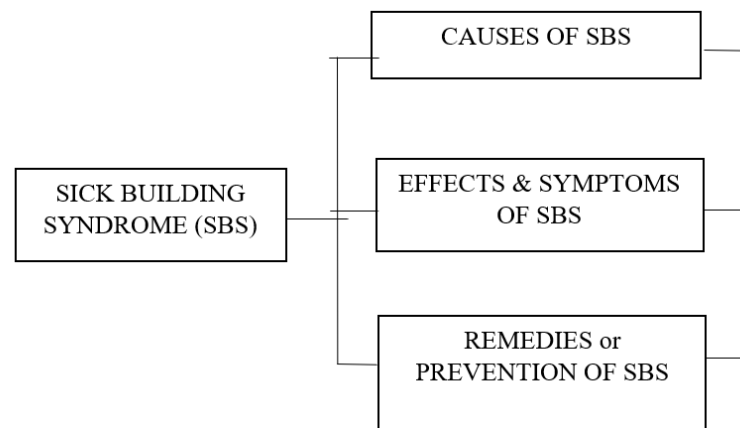 CAUSES OF SBS
SICK BUILDING
SYNDROME (SBS)
EFFECTS & SYMPTOMS
OF SBS
REMEDIES or
PREVENTION OF SBS